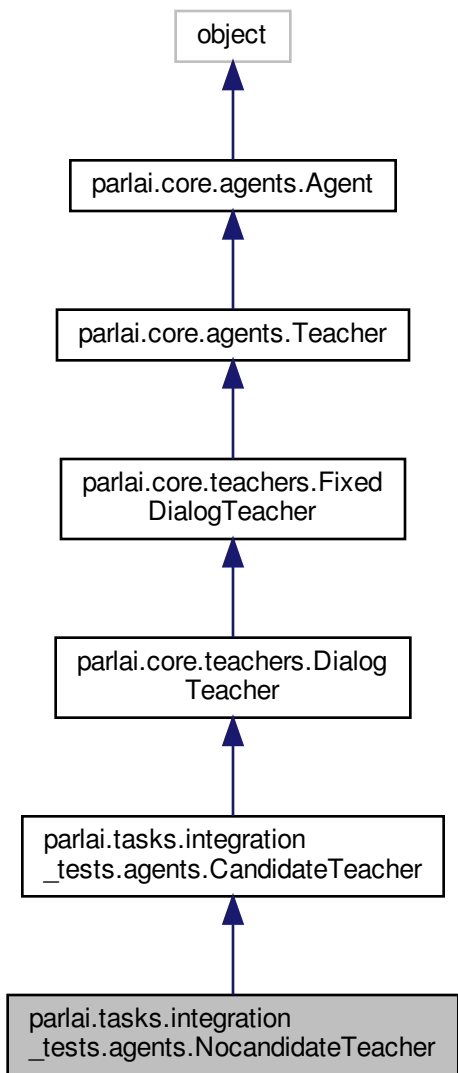 object
parlai.core.agents.Agent
parlai.core.agents.Teacher
parlai.core.teachers.Fixed
DialogTeacher
parlai.core.teachers.Dialog
Teacher
parlai.tasks.integration
_tests.agents.CandidateTeacher
parlai.tasks.integration
_tests.agents.NocandidateTeacher